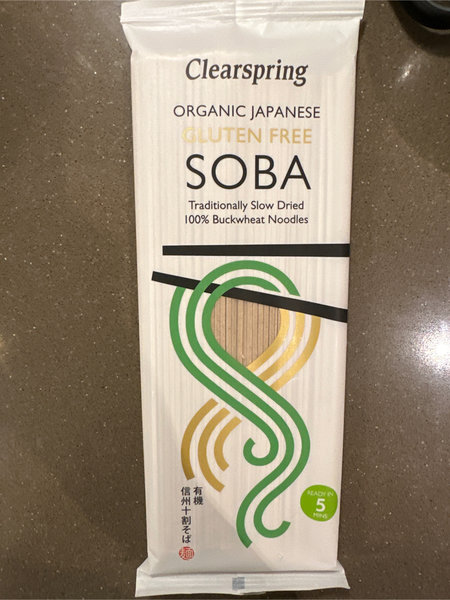 Clearspring
ORGANIC JAPANESE
GLUTEN FREE
SOBA
Traditionally Slow Dried
100% Buckwheat Noodles
READY IN
5
MINS
有機
信州十割そば